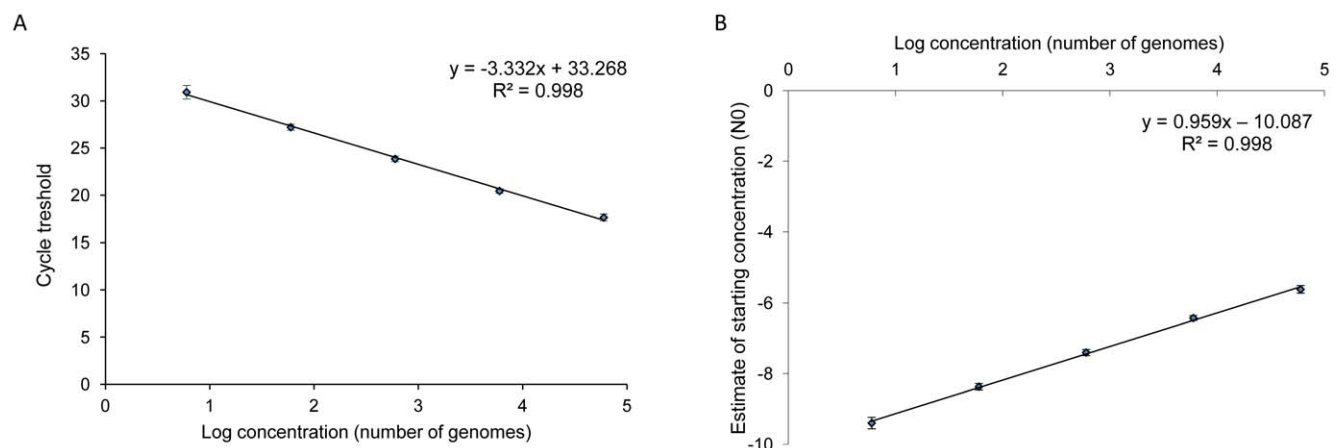 A
35
30
25
20
15
10
5
0
0
1
2
3
4
5
Cycle treshold
Log concentration (number of genomes)
y = -3.332x + 33.268
R² = 0.998
B
Log concentration (number of genomes)
0
1
2
3
4
5
0
-2
-4
-6
-8
-10
Estimate of starting concentration (N0)
y = 0.959x – 10.087
R² = 0.998